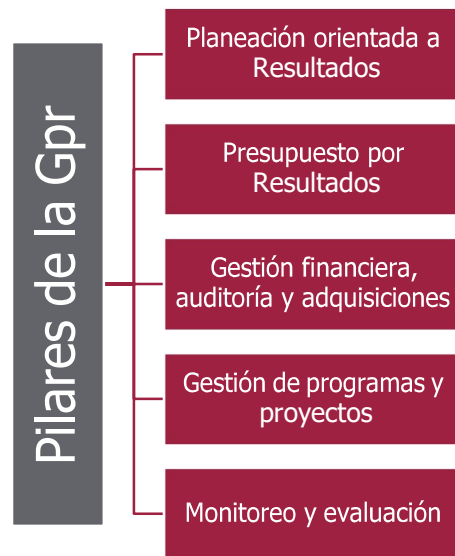 Pilares de la Gpr
Planeación orientada a
Resultados
Presupuesto por
Resultados
Gestión financiera,
auditoría y adquisiciones
Gestión de programas y
proyectos
Monitoreo y evaluación